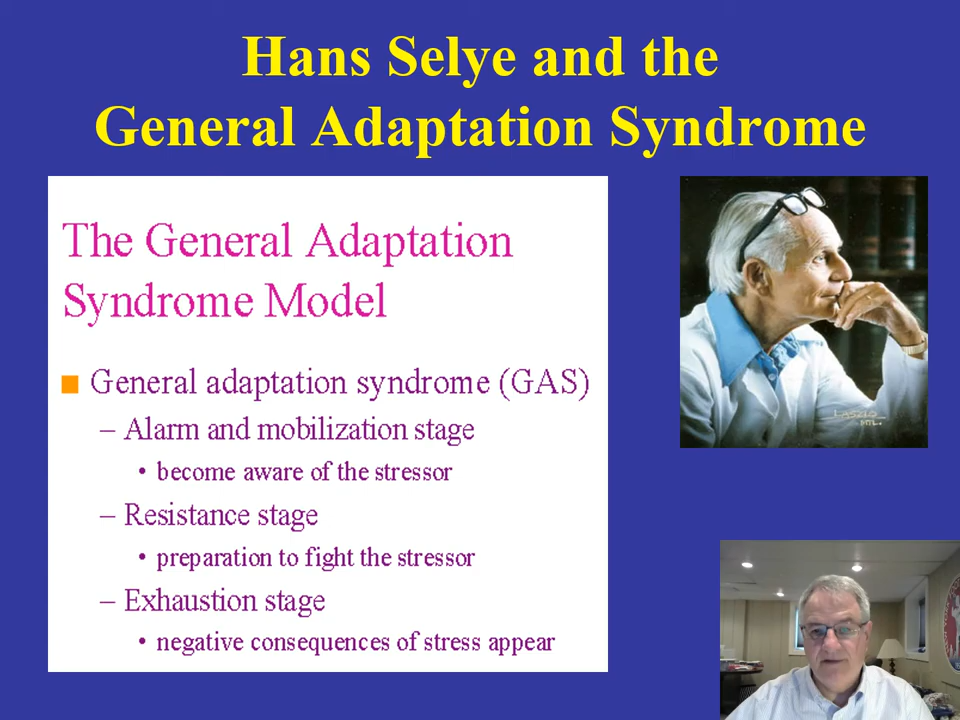 Hans Selye and the
General Adaptation Syndrome
The General Adaptation
Syndrome Model
■ General adaptation syndrome (GAS)
– Alarm and mobilization stage
• become aware of the stressor
– Resistance stage
• preparation to fight the stressor
– Exhaustion stage
• negative consequences of stress appear
LASZLO